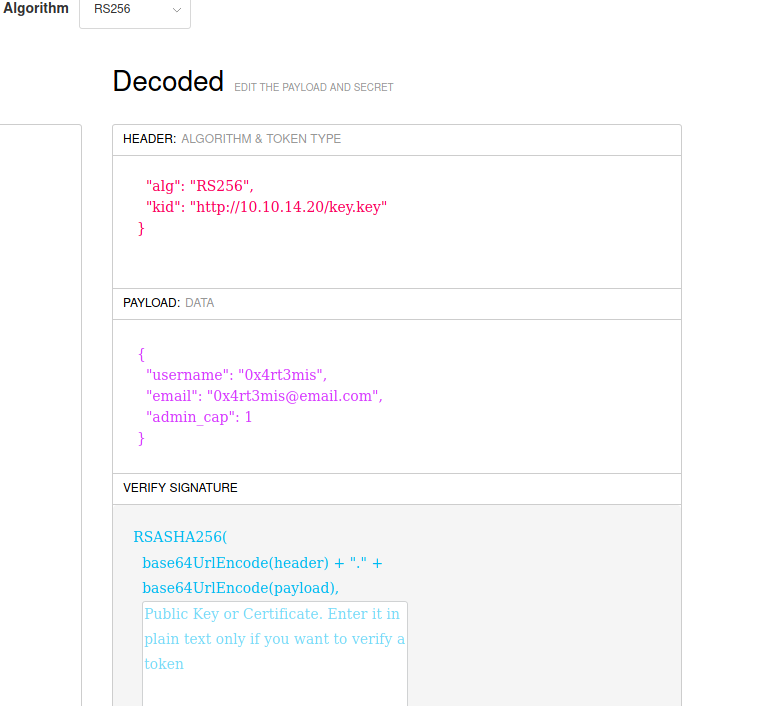 Algorithm RS256
Decoded EDIT THE PAYLOAD AND SECRET
HEADER: ALGORITHM & TOKEN TYPE
"alg": "RS256",
"kid": "http://10.10.14.20/key.key"
}
PAYLOAD: DATA
{
"username": "0x4rt3mis",
"email": "0x4rt3mis@email.com",
"admin_cap": 1
}
VERIFY SIGNATURE
RSASHA256(
base64UrlEncode(header) + "." +
base64UrlEncode(payload),
Public Key or Certificate. Enter it in
plain text only if you want to verify a
token